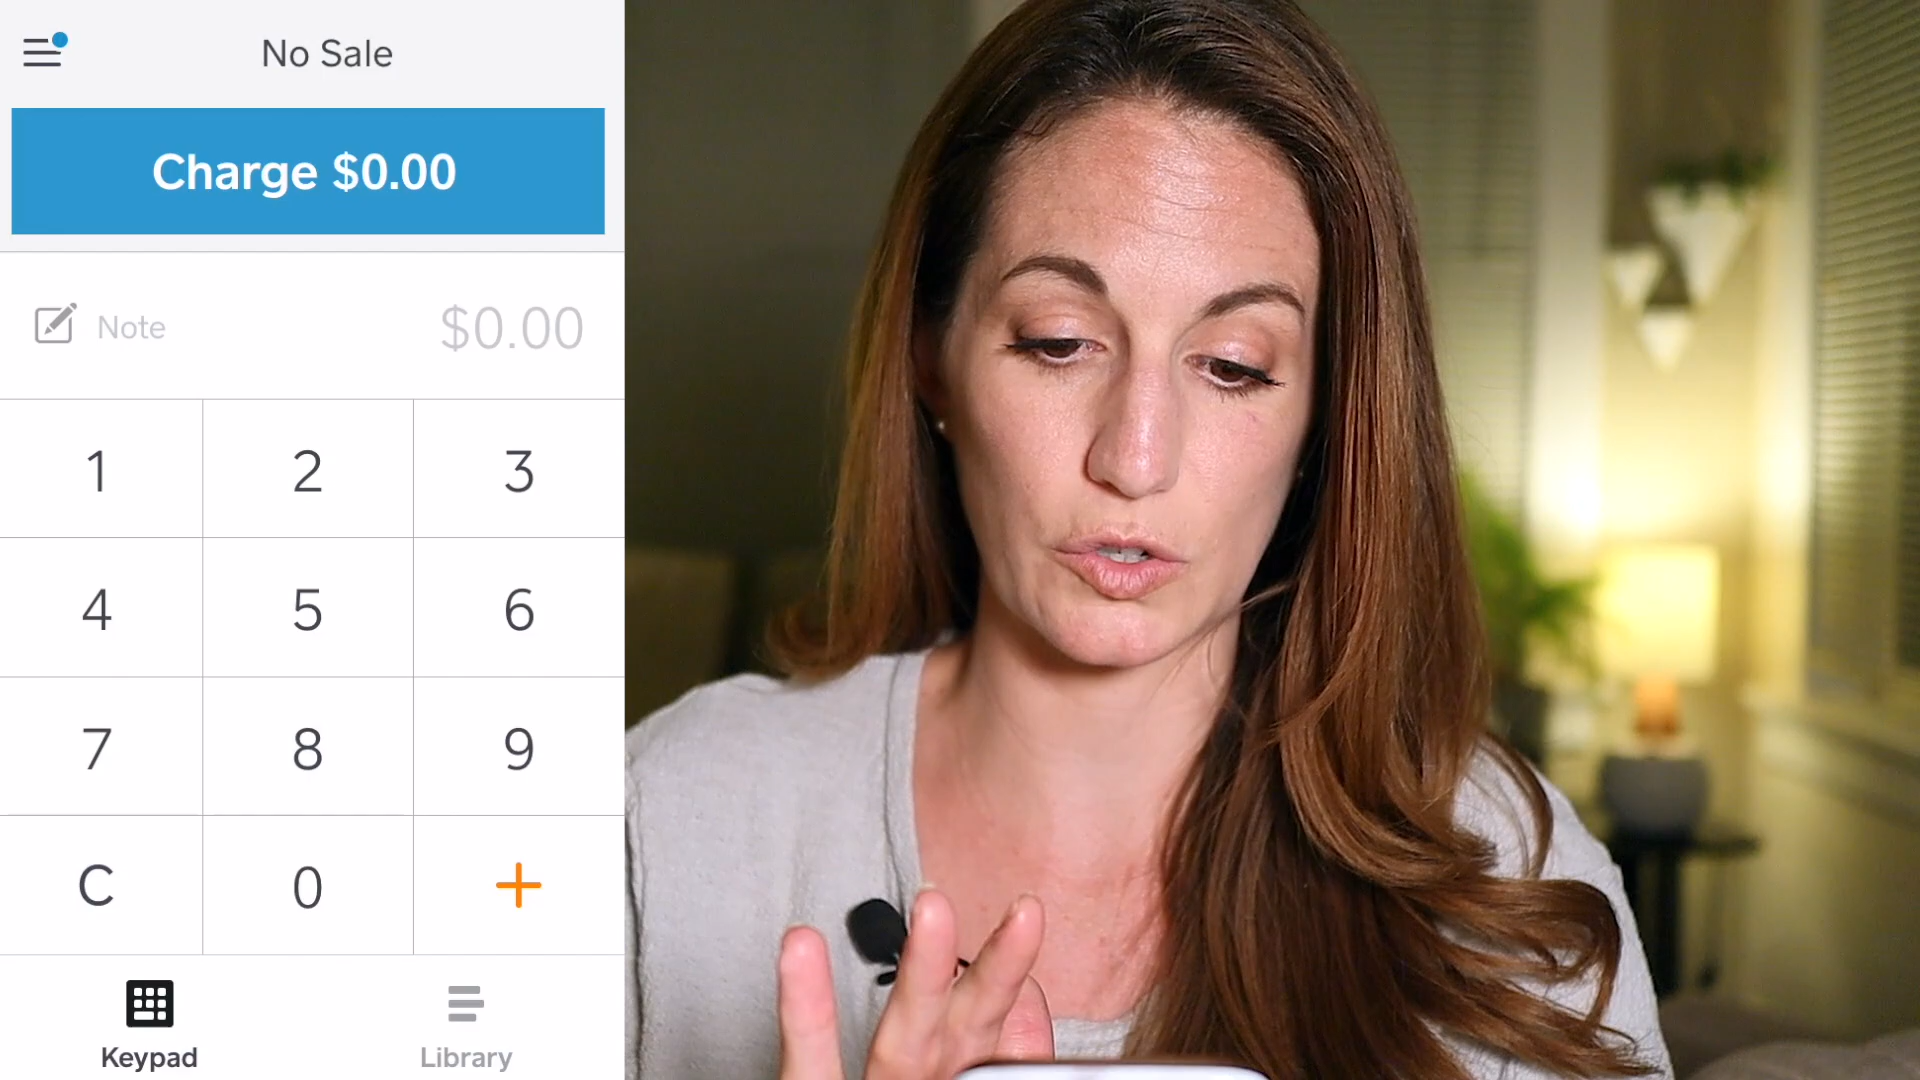 No Sale
Charge $0.00
Note $0.00
1 2 3
4 5 6
7 8 9
C 0 +
Keypad Library